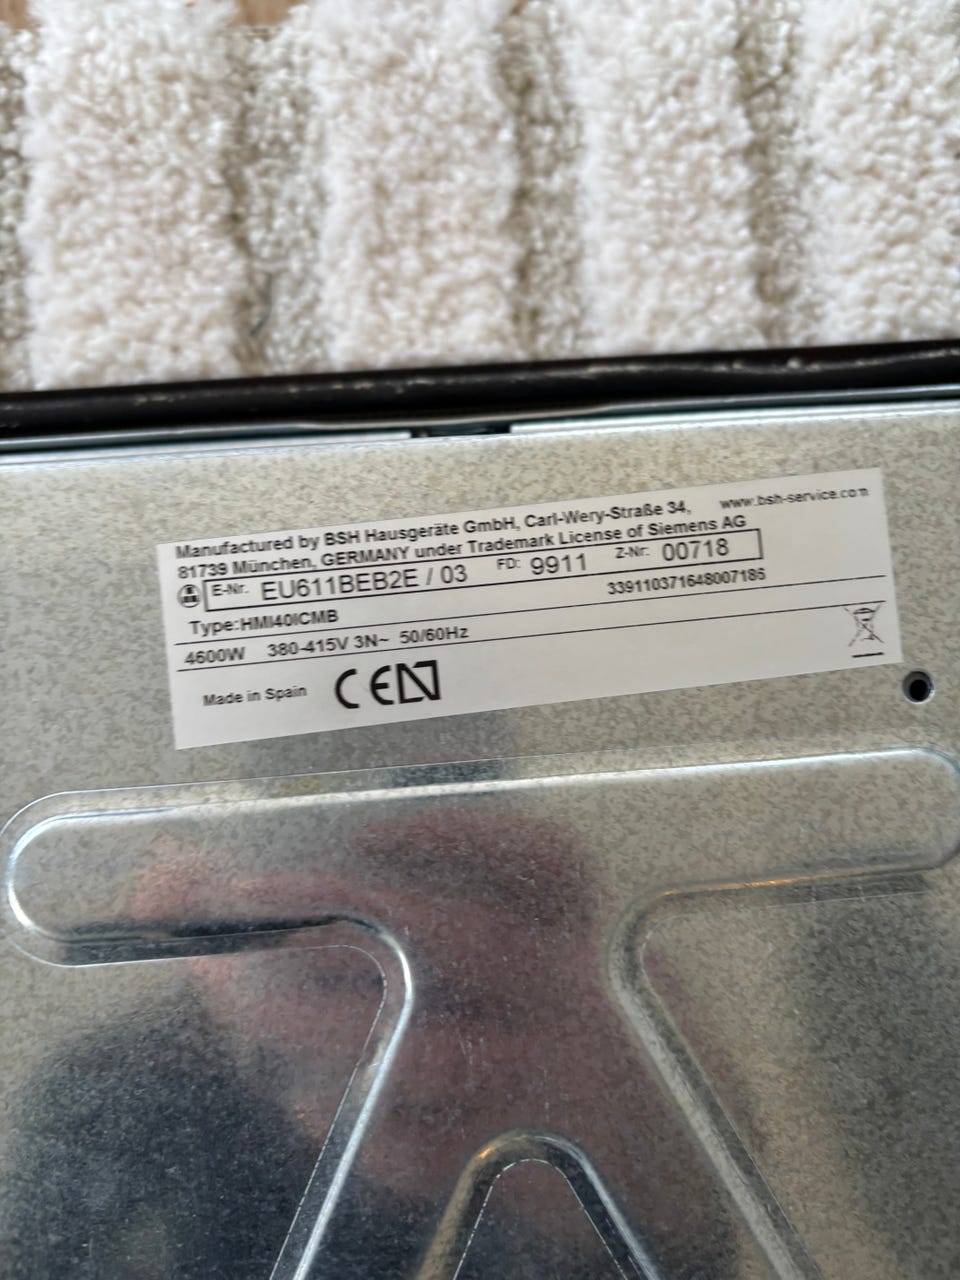 Manufactured by BSH Hausgeräte GmbH, Carl-Wery-Straße 34, www.bsh-service.com
81739 München, GERMANY under Trademark License of Siemens AG
E-Nr. EU611BEB2E / 03 FD: 9911 Z-Nr: 00718
Type:HMI40ICMB 339110371648007185
4600W 380-415V 3N~ 50/60Hz
Made in Spain CE